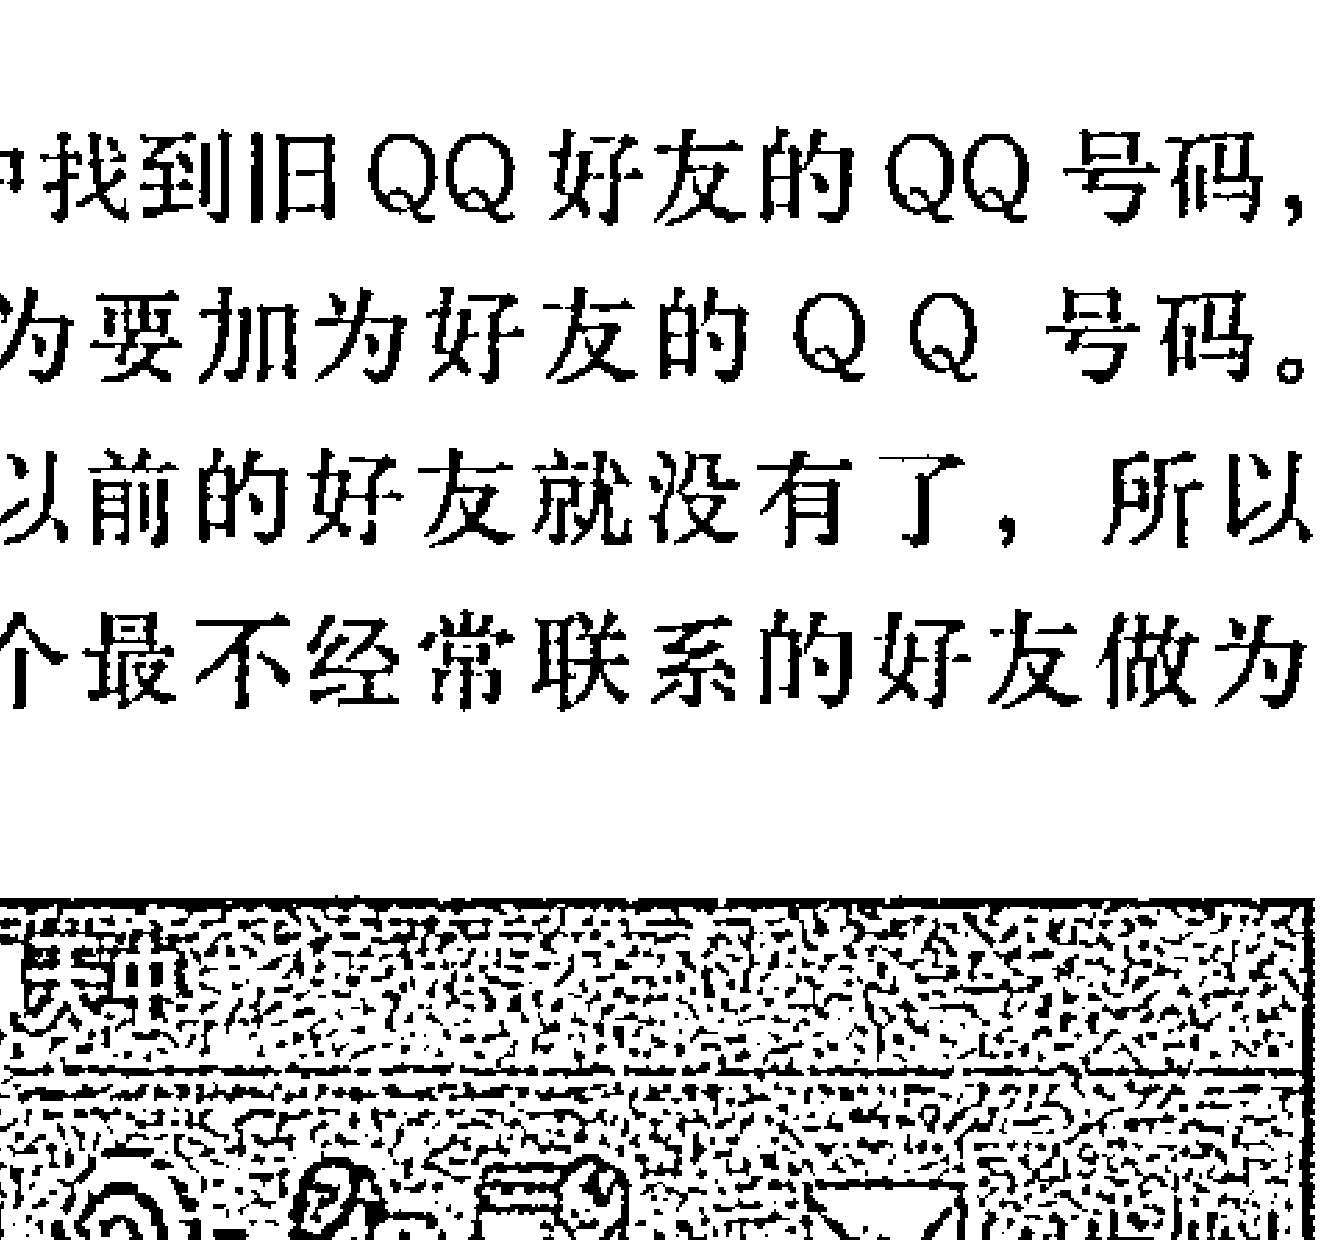 中找到旧QQ好友的QQ号码，
为要加为好友的QQ号码。
以前的好友就没有了，所以
个最不经常联系的好友做为